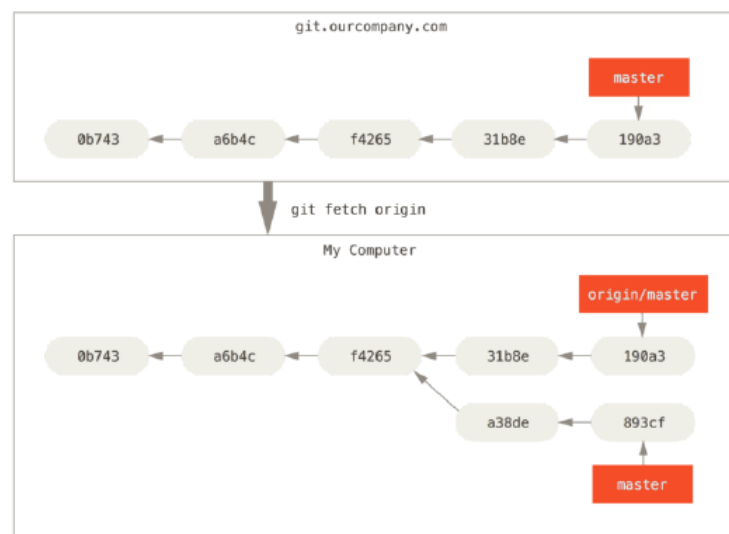 git.ourcompany.com
master
0b743 a6b4c f4265 31b8e 190a3
git fetch origin
My Computer
origin/master
0b743 a6b4c f4265 31b8e 190a3
a38de 893cf
master